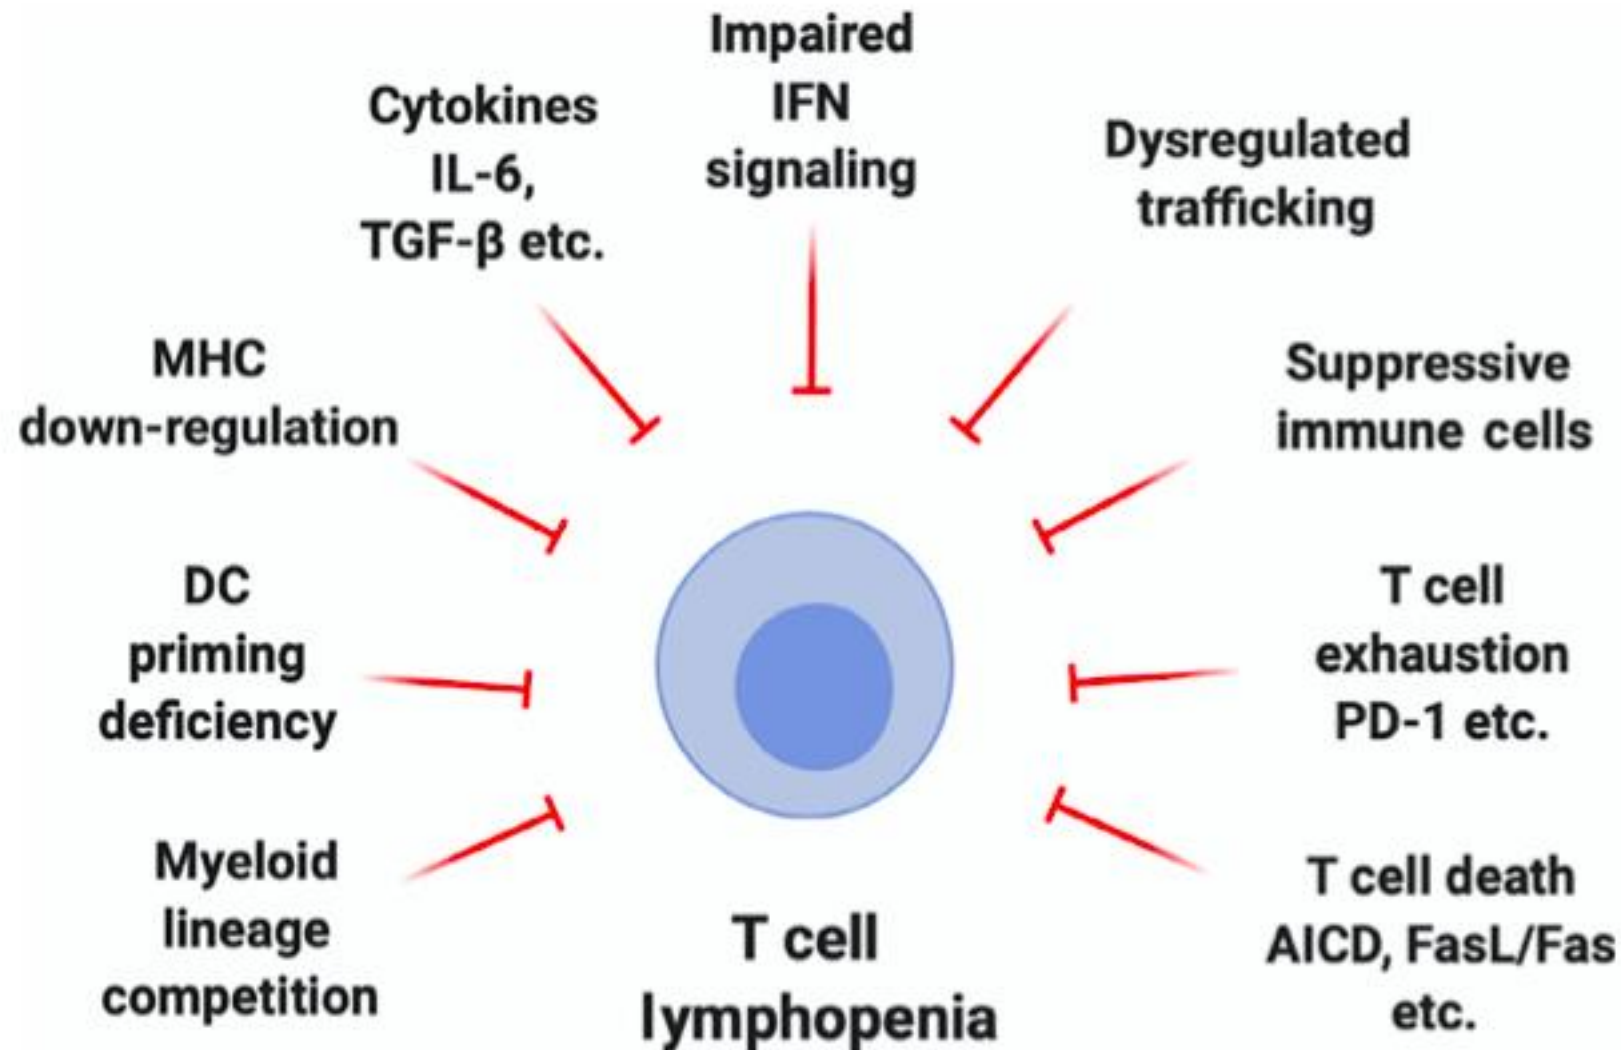 Impaired
IFN
signaling
Cytokines
IL-6,
TGF-β etc.
Dysregulated
trafficking
MHC
down-regulation
Suppressive
immune cells
DC
priming
deficiency
T cell
exhaustion
PD-1 etc.
Myeloid
lineage
competition
T cell death
AICD, FasL/Fas
etc.
T cell
lymphopenia